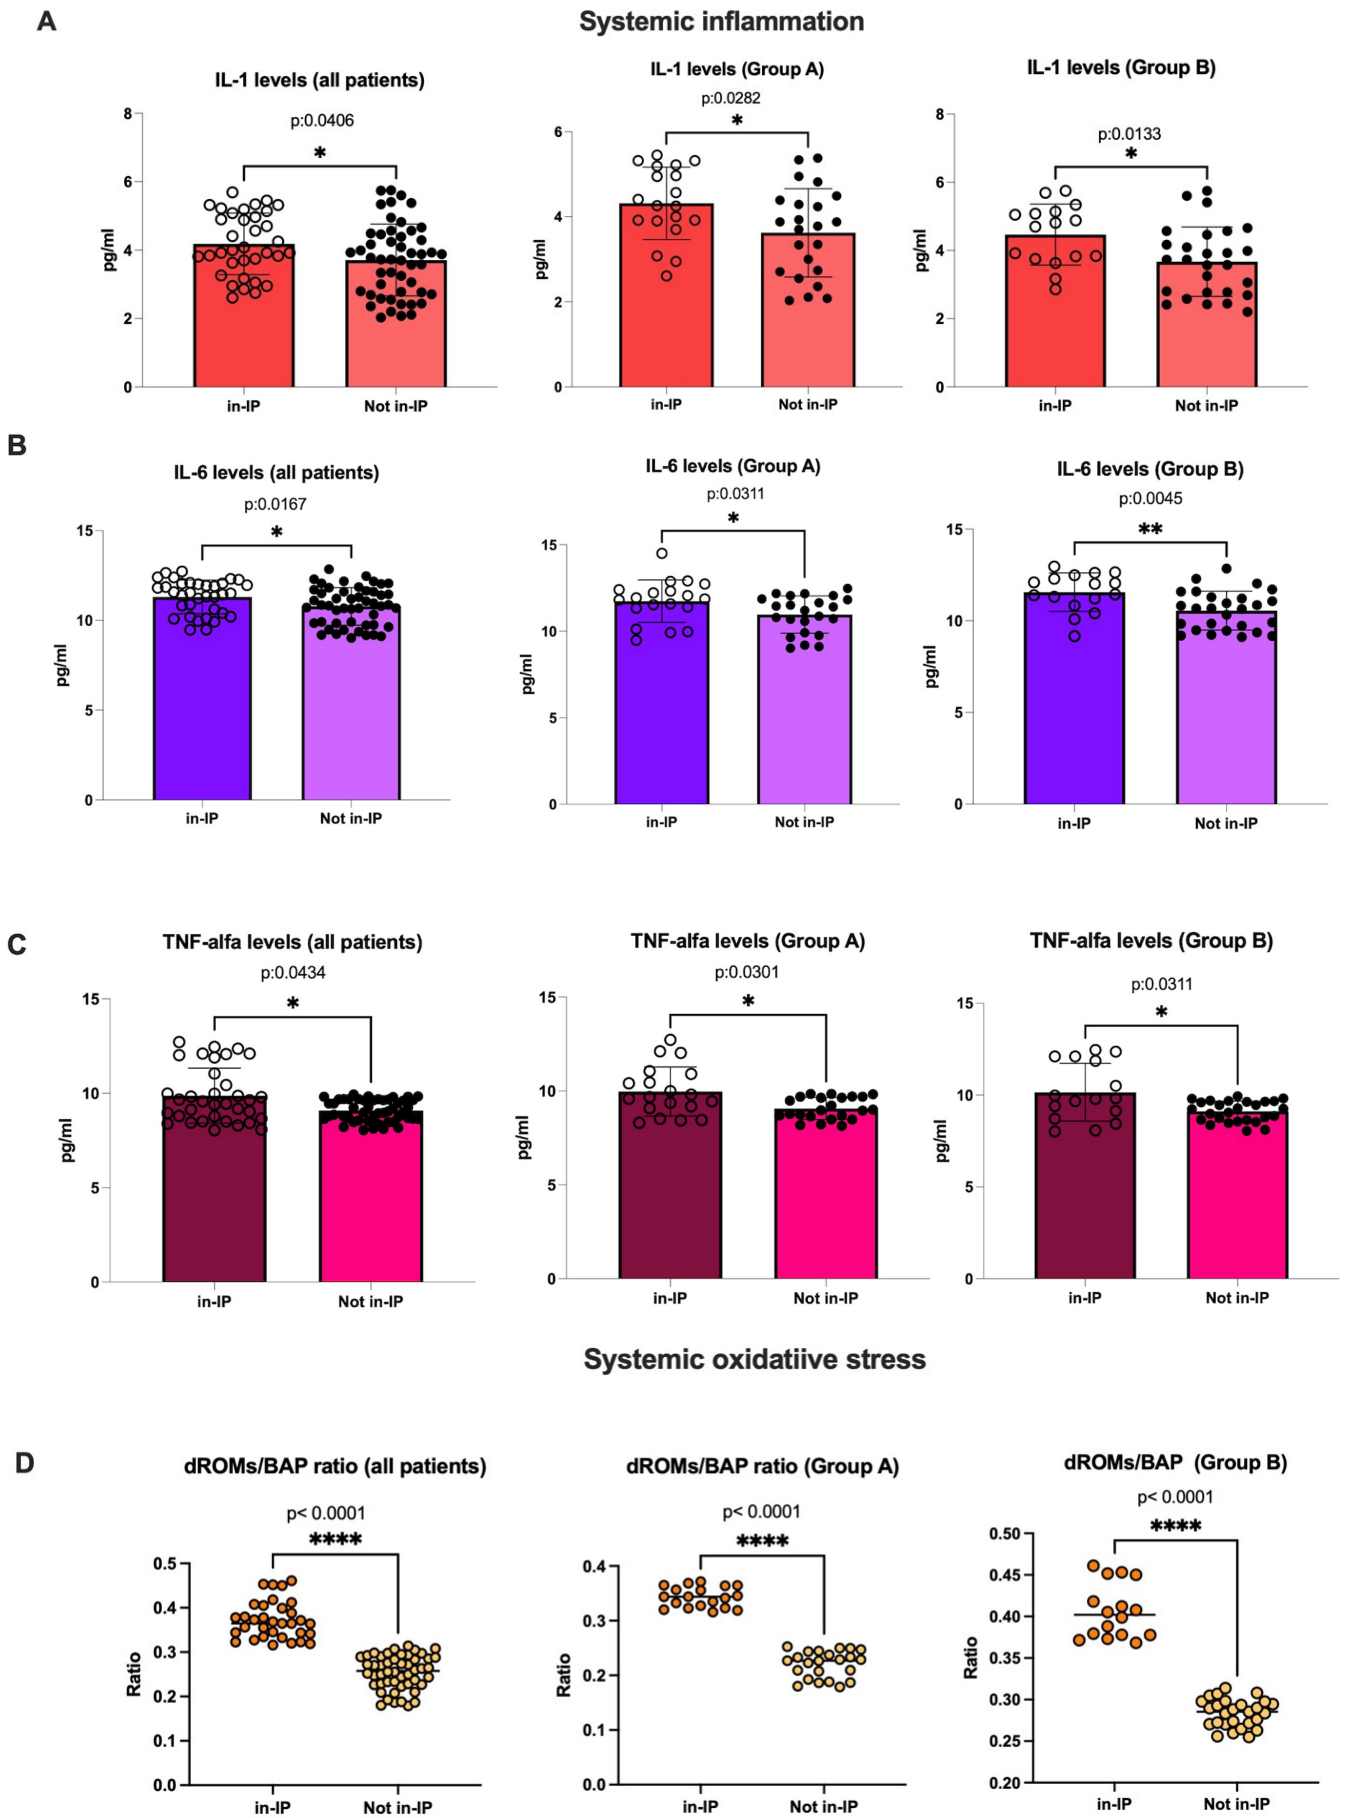 A
Systemic inflammation
IL-1 levels (all patients)
p:0.0406
*
8
6
4
2
0
pg/ml
in-IP
Not in-IP
IL-1 levels (Group A)
p:0.0282
*
6
4
2
0
pg/ml
in-IP
Not in-IP
IL-1 levels (Group B)
p:0.0133
*
8
6
4
2
0
pg/ml
in-IP
Not in-IP
B
IL-6 levels (all patients)
p:0.0167
*
15
10
5
0
pg/ml
in-IP
Not in-IP
IL-6 levels (Group A)
p:0.0311
*
15
10
5
0
pg/ml
in-IP
Not in-IP
IL-6 levels (Group B)
p:0.0045
**
15
10
5
0
pg/ml
in-IP
Not in-IP
C
TNF-alfa levels (all patients)
p:0.0434
*
15
10
5
0
pg/ml
in-IP
Not in-IP
TNF-alfa levels (Group A)
p:0.0301
*
15
10
5
0
pg/ml
in-IP
Not in-IP
TNF-alfa levels (Group B)
p:0.0311
*
15
10
5
0
pg/ml
in-IP
Not in-IP
Systemic oxidatiive stress
D
dROMs/BAP ratio (all patients)
p< 0.0001
****
0.5
0.4
0.3
0.2
0.1
0.0
Ratio
in-IP
Not in-IP
dROMs/BAP ratio (Group A)
p< 0.0001
****
0.4
0.3
0.2
0.1
0.0
Ratio
in-IP
Not in-IP
dROMs/BAP (Group B)
p< 0.0001
****
0.50
0.45
0.40
0.35
0.30
0.25
0.20
Ratio
in-IP
Not in-IP